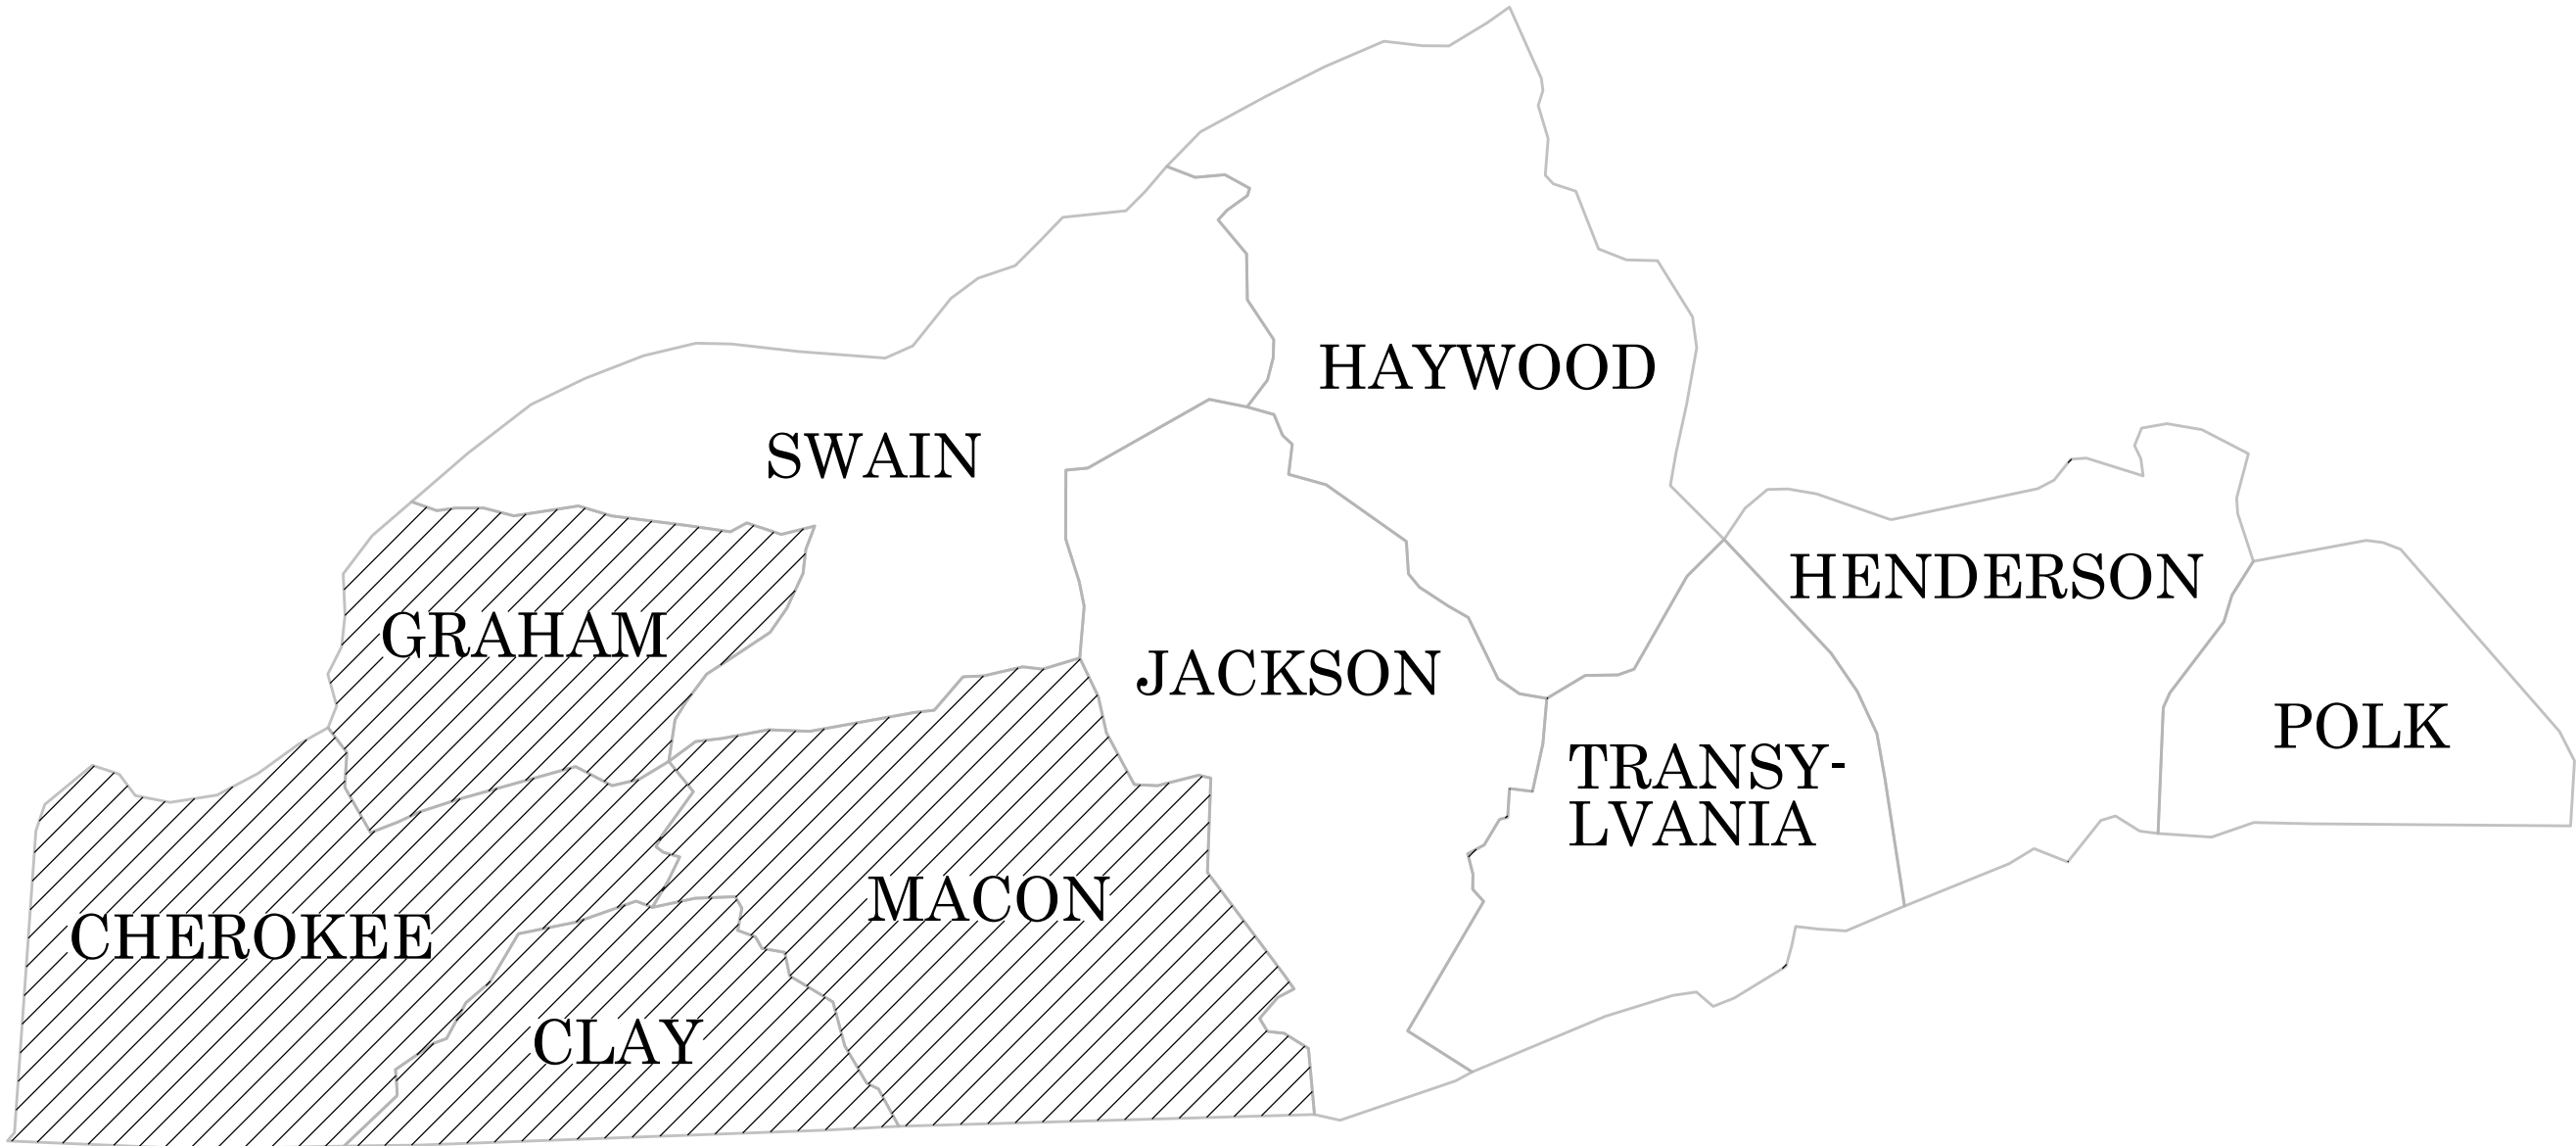 HAYWOOD
SWAIN
HENDERSON
GRAHAM
JACKSON
POLK
TRANSY-
LVANIA
MACON
CHEROKEE
CLAY